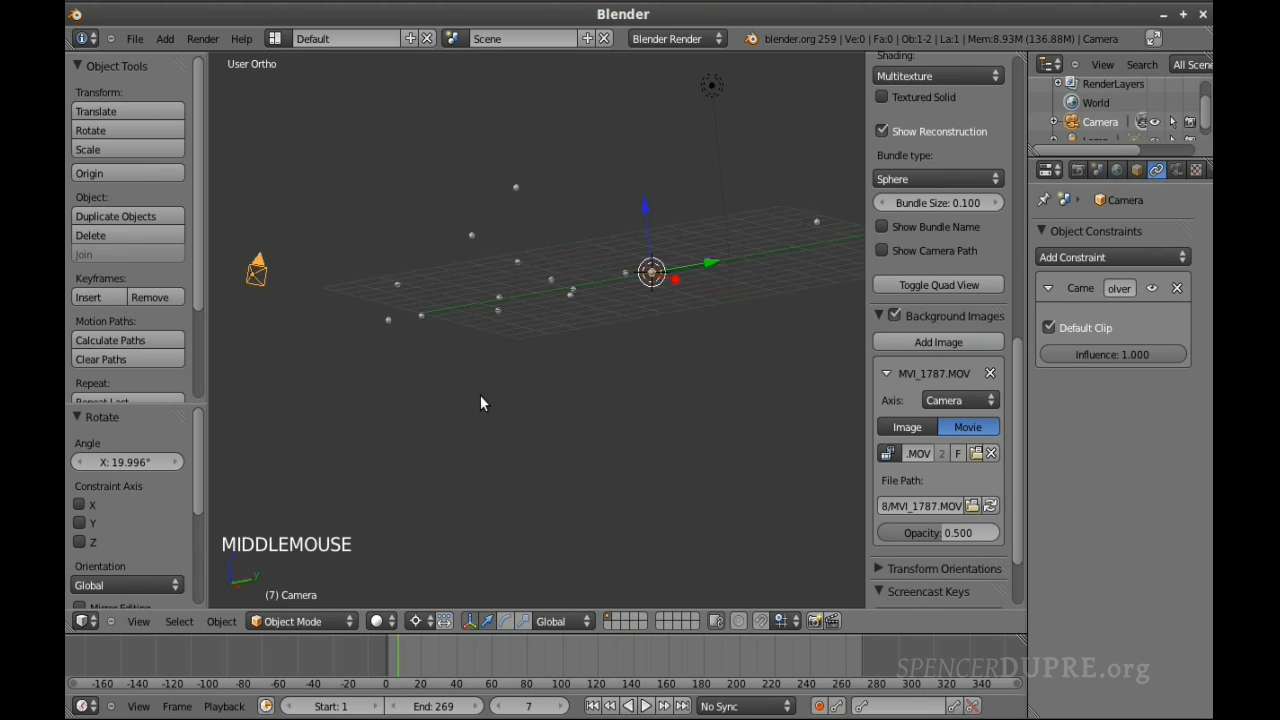 Blender
File Add Render Help Default Scene Blender Render blender.org 259 | Ve:0 | Fa:0 | Ob:1-2 | La:1 | Mem:8.93M (136.88M) | Camera
Object Tools
Transform:
Translate
Rotate
Scale
Origin
Object:
Duplicate Objects
Delete
Join
Keyframes:
Insert Remove
Motion Paths:
Calculate Paths
Clear Paths
Repeat:
Repeat Last
Rotate
Angle
X: 19.996°
Constraint Axis
X
Y
Z
Orientation
Global
User Ortho
MIDDLEMOUSE
y
(7) Camera
Shading:
Multitexture
Textured Solid
Show Reconstruction
Bundle type:
Sphere
Bundle Size: 0.100
Show Bundle Name
Show Camera Path
Toggle Quad View
Background Images
Add Image
MVI_1787.MOV
Axis: Camera
Image Movie
.MOV 2 F
File Path:
8/MVI_1787.MOV
Opacity: 0.500
Transform Orientations
Screencast Keys
View Search All Scene
RenderLayers
World
Camera
Camera
Object Constraints
Add Constraint
Came olver
Default Clip
Influence: 1.000
View Select Object Object Mode Global
-160 -140 -120 -100 -80 -60 -40 -20 0 20 40 60 80 100 120 140 160 180 200 220 240 260 280 300 320 340
View Frame Playback Start: 1 End: 269 7 No Sync
SPENCERDUPRE.org